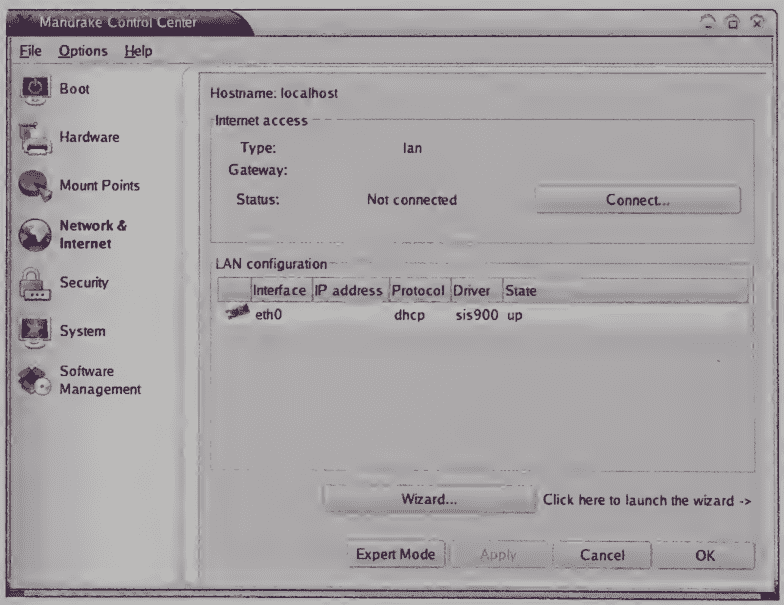 Mandrake Control Center
File Options Help
Boot
Hardware
Mount Points
Network &
Internet
Security
System
Software
Management
Hostname: localhost
Internet access
Type: lan
Gateway:
Status: Not connected Connect...
LAN configuration
Interface IP address Protocol Driver State
eth0 dhcp sis900 up
Wizard... Click here to launch the wizard ->
Expert Mode Apply Cancel OK